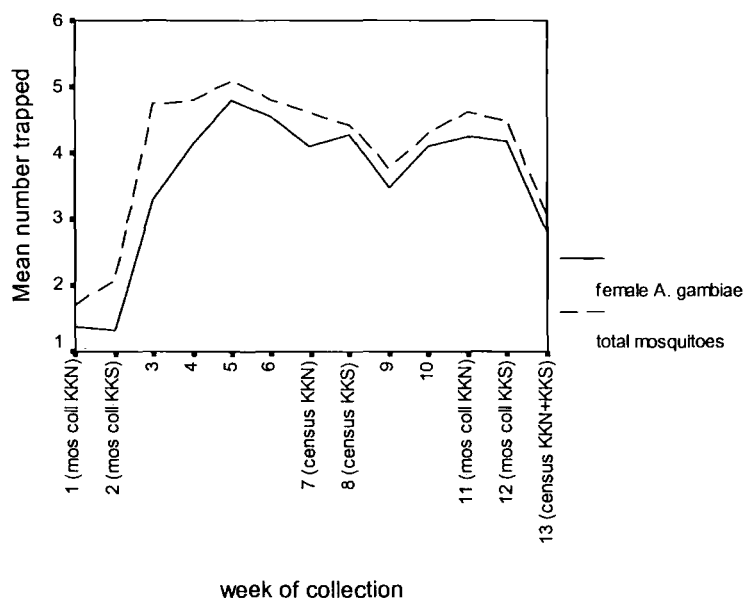 Mean number trapped
6
5
4
3
2
1
1 (mos coll KKN)
2 (mos coll KKS)
3
4
5
6
7 (census KKN)
8 (census KKS)
9
10
11 (mos coll KKN)
12 (mos coll KKS)
13 (census KKN+KKS)
week of collection
female A. gambiae
total mosquitoes